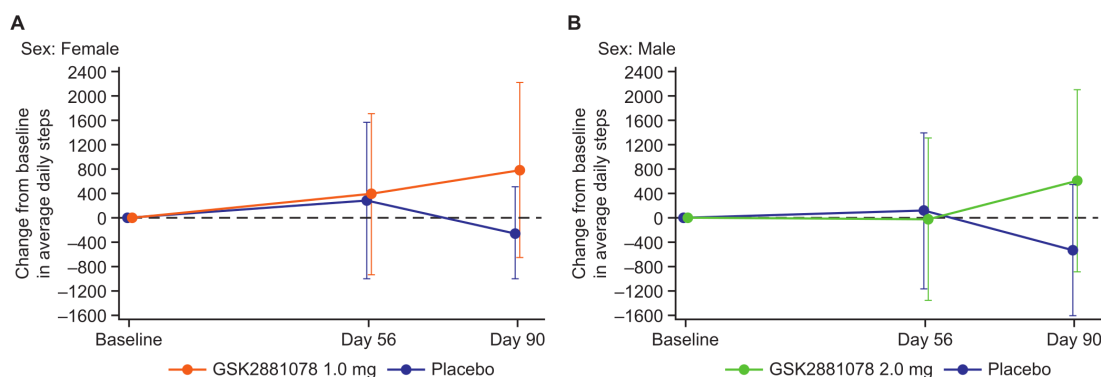 A
Sex: Female
Change from baseline
in average daily steps
2400
2000
1600
1200
800
400
0
–400
–800
–1200
–1600
Baseline
Day 56
Day 90
GSK2881078 1.0 mg
Placebo
B
Sex: Male
Change from baseline
in average daily steps
2400
2000
1600
1200
800
400
0
–400
–800
–1200
–1600
Baseline
Day 56
Day 90
GSK2881078 2.0 mg
Placebo